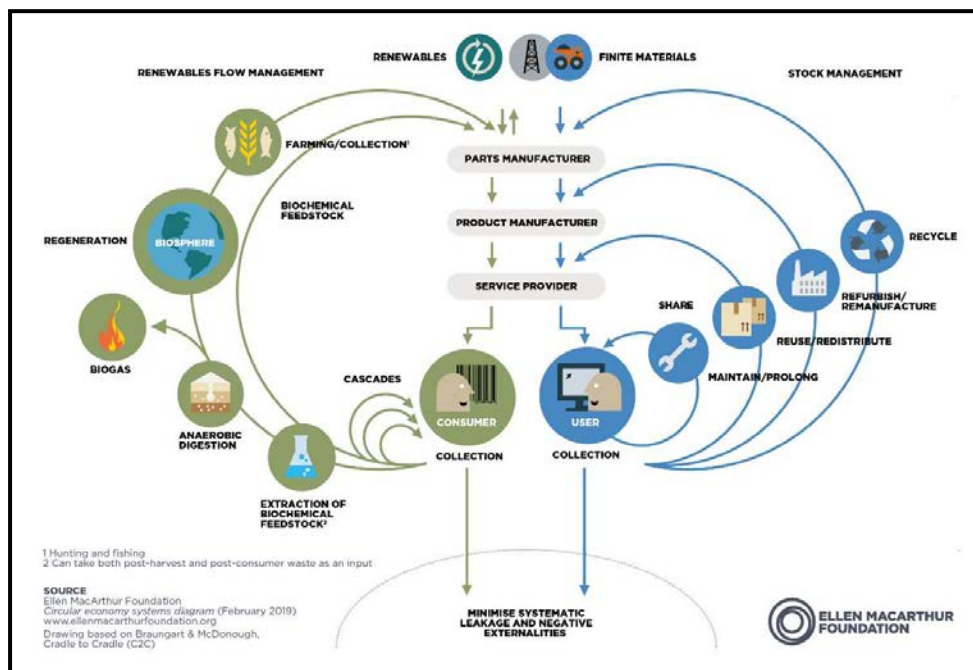 RENEWABLES
FINITE MATERIALS
RENEWABLES FLOW MANAGEMENT
STOCK MANAGEMENT
FARMING/COLLECTION¹
PARTS MANUFACTURER
BIOCHEMICAL
FEEDSTOCK
PRODUCT MANUFACTURER
REGENERATION
BIOSPHERE
RECYCLE
SERVICE PROVIDER
SHARE
REFURBISH/
REMANUFACTURE
REUSE/REDISTRIBUTE
BIOGAS
CASCADES
MAINTAIN/PROLONG
CONSUMER
USER
ANAEROBIC
DIGESTION
COLLECTION
COLLECTION
EXTRACTION OF
BIOCHEMICAL
FEEDSTOCK²
1 Hunting and fishing
2 Can take both post-harvest and post-consumer waste as an input
SOURCE
Ellen MacArthur Foundation
Circular economy systems diagram (February 2019)
www.ellenmacarthurfoundation.org
Drawing based on Braungart & McDonough,
Cradle to Cradle (C2C)
MINIMISE SYSTEMATIC
LEAKAGE AND NEGATIVE
EXTERNALITIES
ELLEN MACARTHUR
FOUNDATION